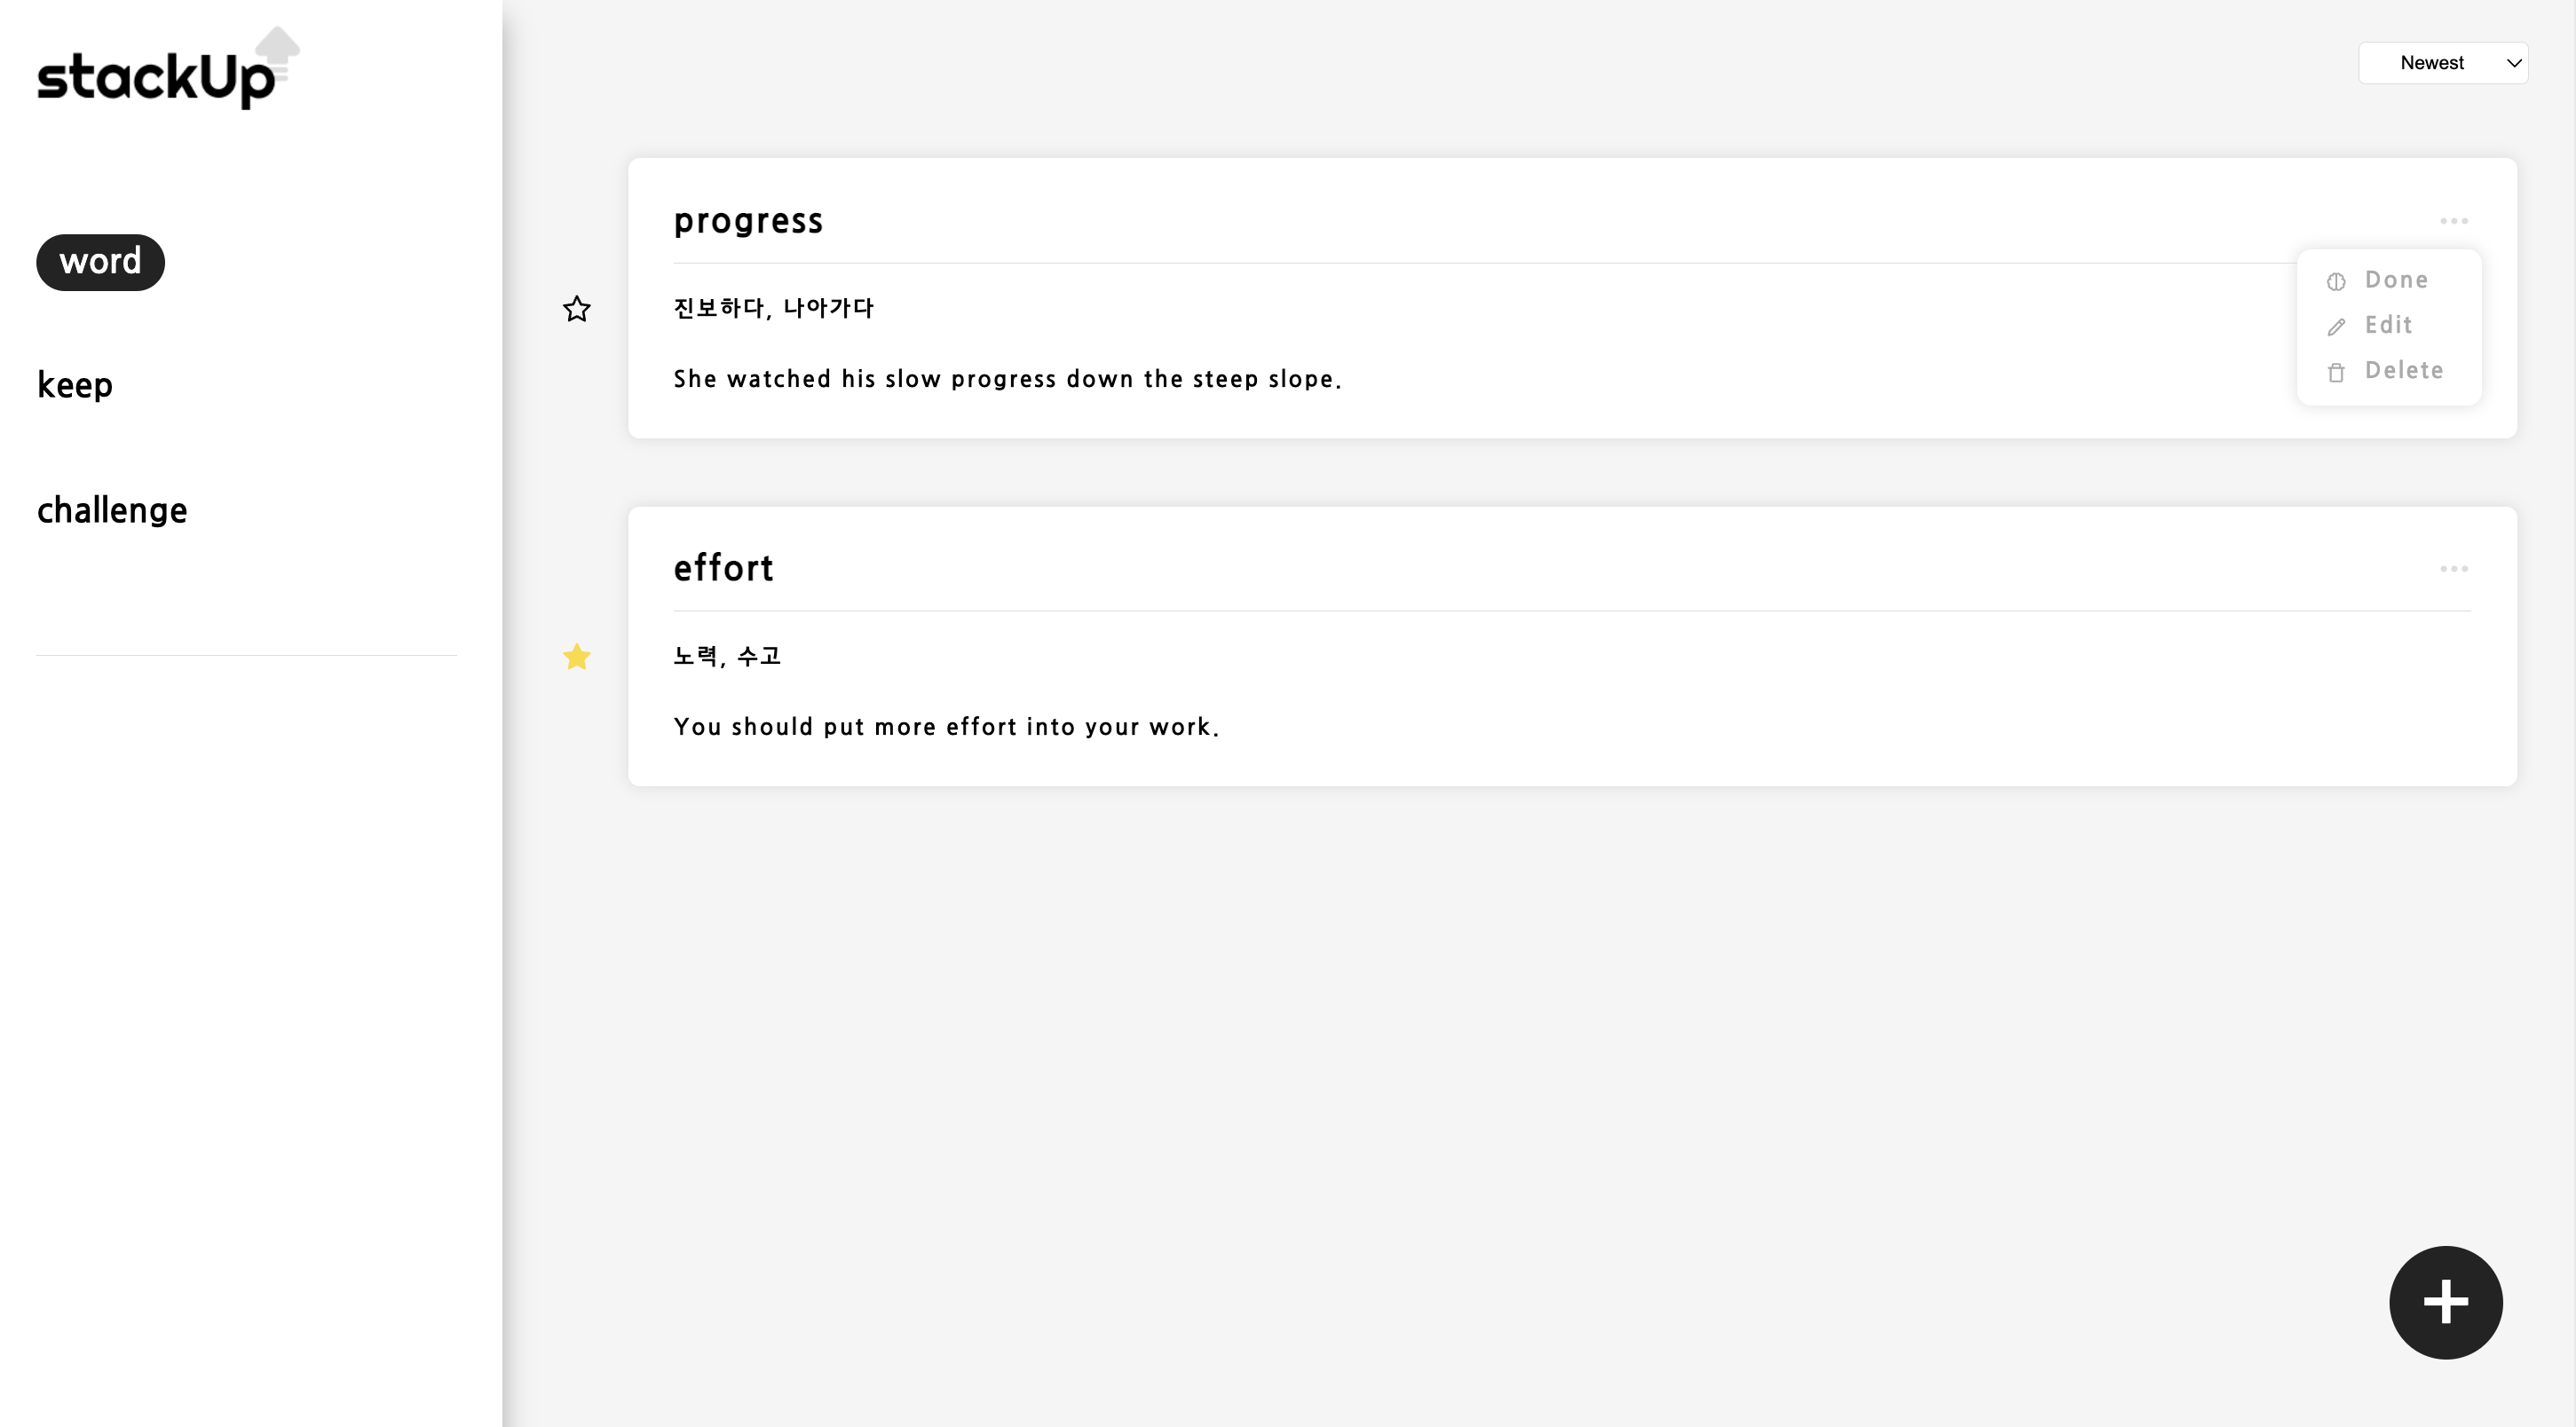 stackUp
word
keep
challenge
Newest
progress
진보하다, 나아가다
She watched his slow progress down the steep slope.
Done
Edit
Delete
effort
노력, 수고
You should put more effort into your work.